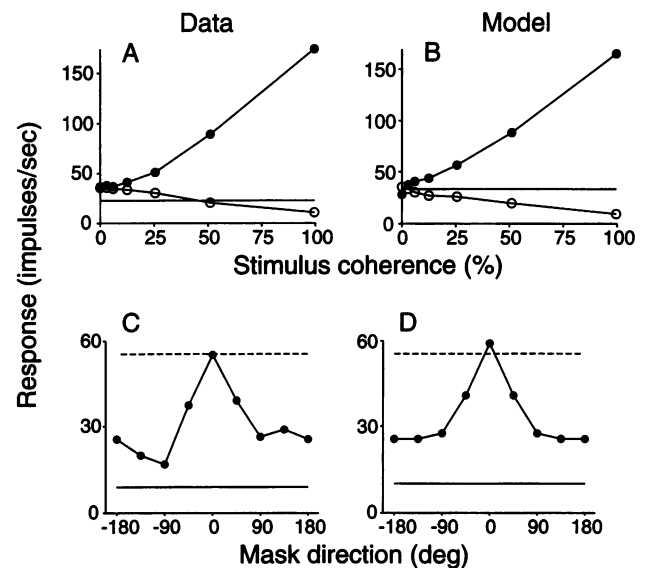 Data
Model
A
B
150
100
50
0
0 25 50 75 100
150
100
50
0
0 25 50 75 100
Stimulus coherence (%)
Response (impulses/sec)
C
D
60
30
0
-180 -90 0 90 180
60
30
0
-180 -90 0 90 180
Mask direction (deg)